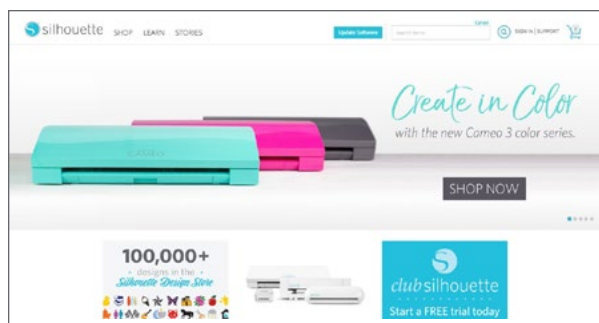 silhouette SHOP LEARN STORIES
Update Software
SIGN IN | SUPPORT
Create in Color
with the new Cameo 3 color series.
SHOP NOW
100,000+
designs in the
Silhouette Design Store
club silhouette
Start a FREE trial today